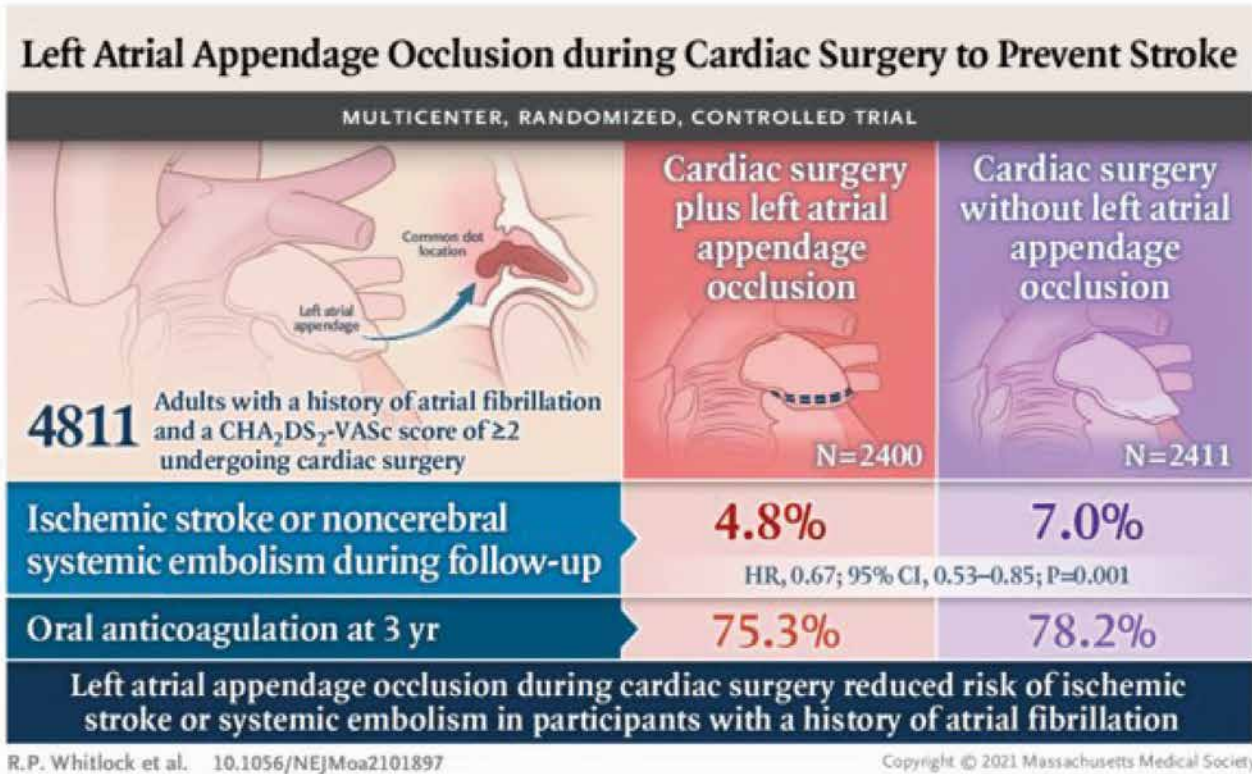 Left Atrial Appendage Occlusion during Cardiac Surgery to Prevent Stroke
MULTICENTER, RANDOMIZED, CONTROLLED TRIAL
Common dot
location
Left atrial
appendage
4811
Adults with a history of atrial fibrillation
and a CHA₂DS₂-VASc score of ≥2
undergoing cardiac surgery
Cardiac surgery
plus left atrial
appendage
occlusion
N=2400
Cardiac surgery
without left atrial
appendage
occlusion
N=2411
Ischemic stroke or noncerebral
systemic embolism during follow-up
4.8%
7.0%
HR, 0.67; 95% CI, 0.53–0.85; P=0.001
Oral anticoagulation at 3 yr
75.3%
78.2%
Left atrial appendage occlusion during cardiac surgery reduced risk of ischemic
stroke or systemic embolism in participants with a history of atrial fibrillation
R.P. Whitlock et al. 10.1056/NEJMoa2101897
Copyright © 2021 Massachusetts Medical Society